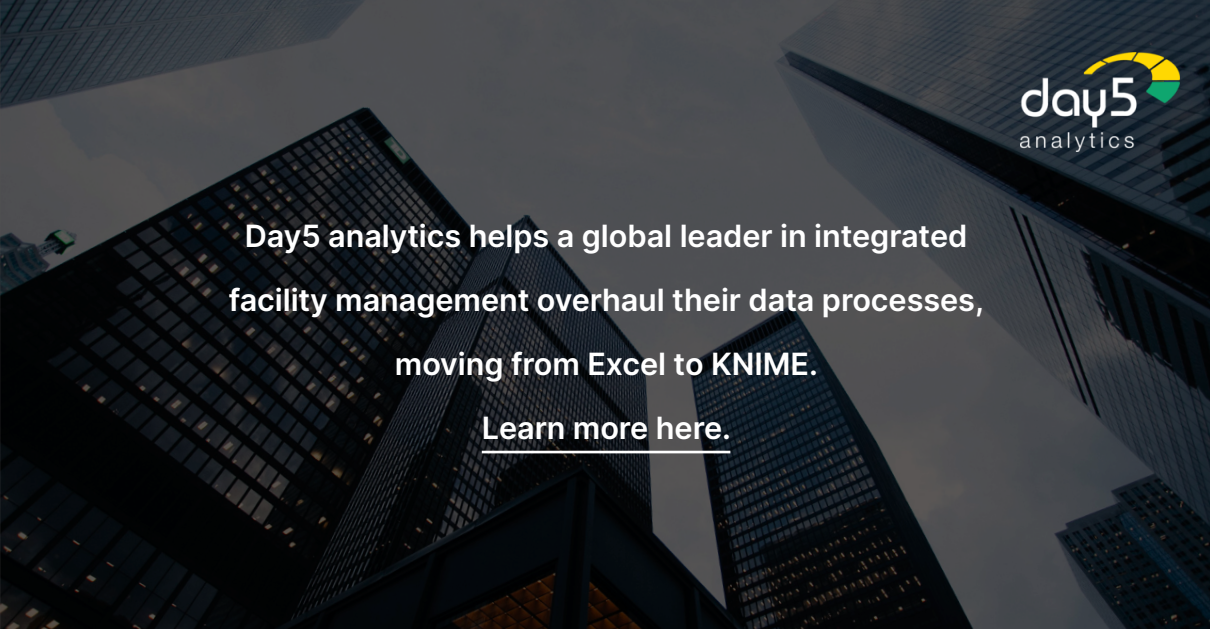 day5
analytics
Day5 analytics helps a global leader in integrated
facility management overhaul their data processes,
moving from Excel to KNIME.
Learn more here.